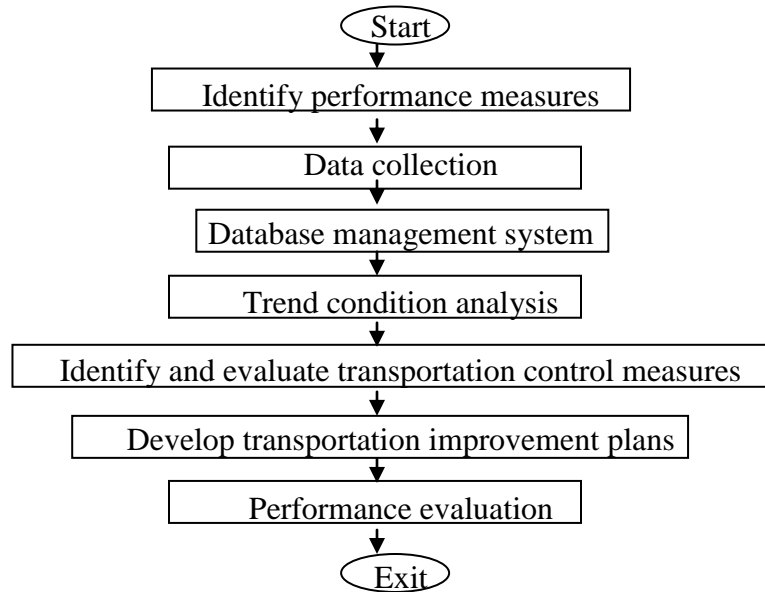 Start
Identify performance measures
Data collection
Database management system
Trend condition analysis
Identify and evaluate transportation control measures
Develop transportation improvement plans
Performance evaluation
Exit